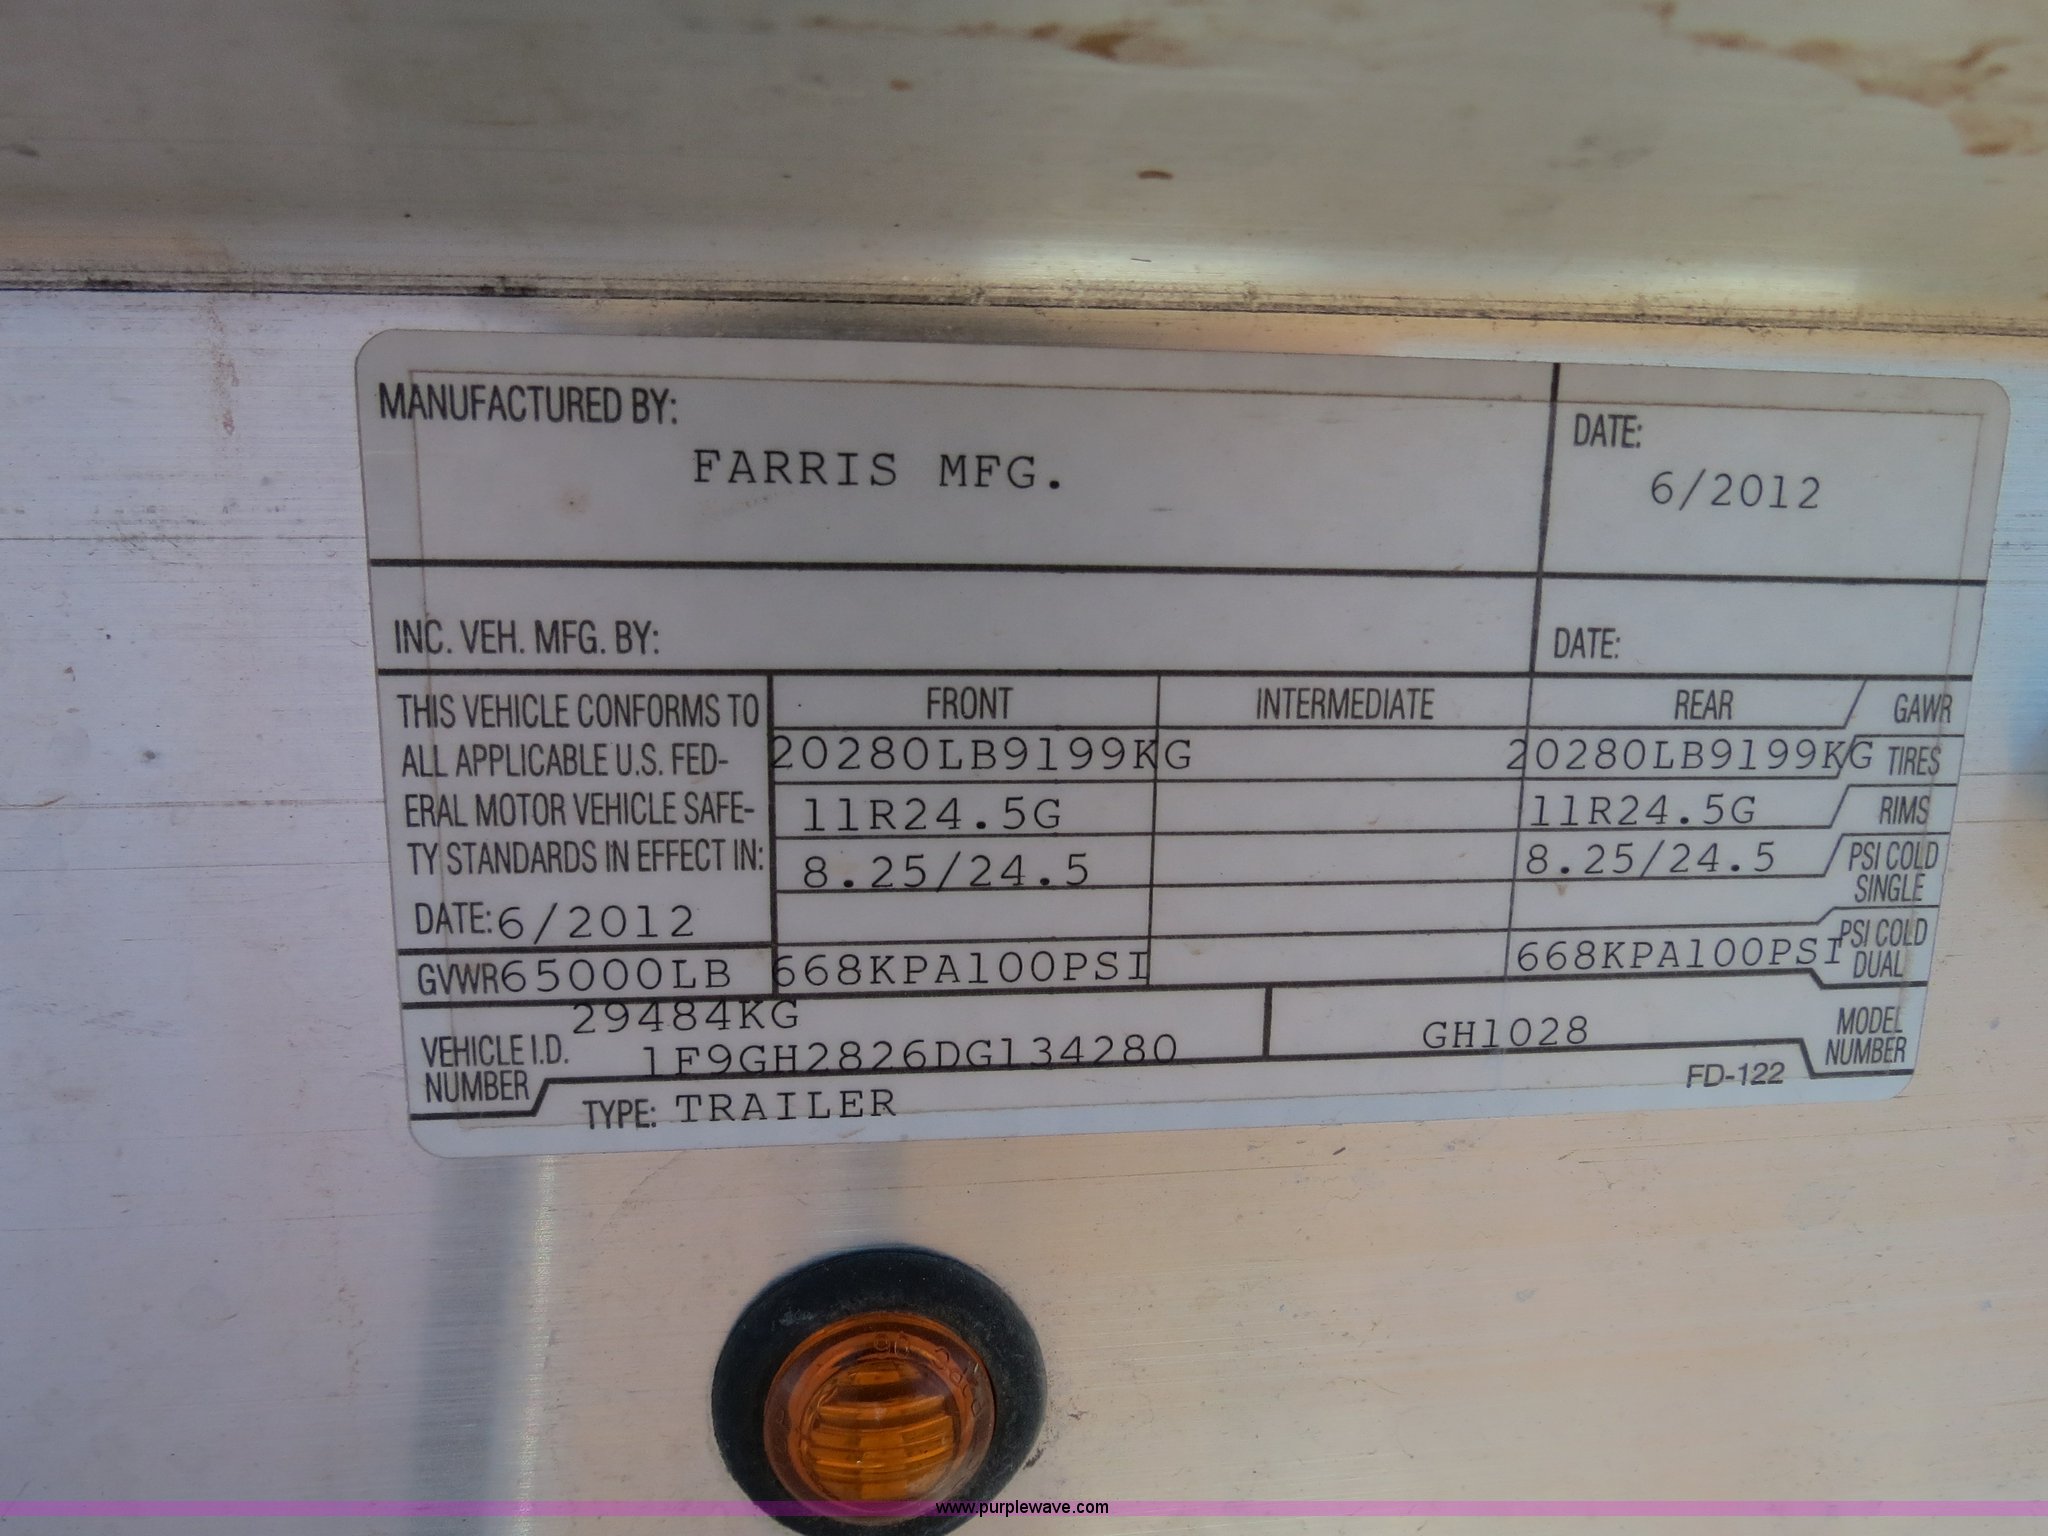 MANUFACTURED BY:
FARRIS MFG.
DATE:
6/2012
INC. VEH. MFG. BY:
DATE:
THIS VEHICLE CONFORMS TO
ALL APPLICABLE U.S. FED-
ERAL MOTOR VEHICLE SAFE-
TY STANDARDS IN EFFECT IN:
DATE: 6/2012
GVWR 65000LB
29484KG
FRONT INTERMEDIATE REAR GAWR
20280LB9199KG 20280LB9199KG TIRES
11R24.5G 11R24.5G RIMS
8.25/24.5 8.25/24.5 PSI COLD
SINGLE
668KPA100PSI 668KPA100PSI PSI COLD
DUAL
VEHICLE I.D.
NUMBER
1F9GH2826DG134280
GH1028
MODEL
NUMBER
TYPE: TRAILER
FD-122
www.purplewave.com